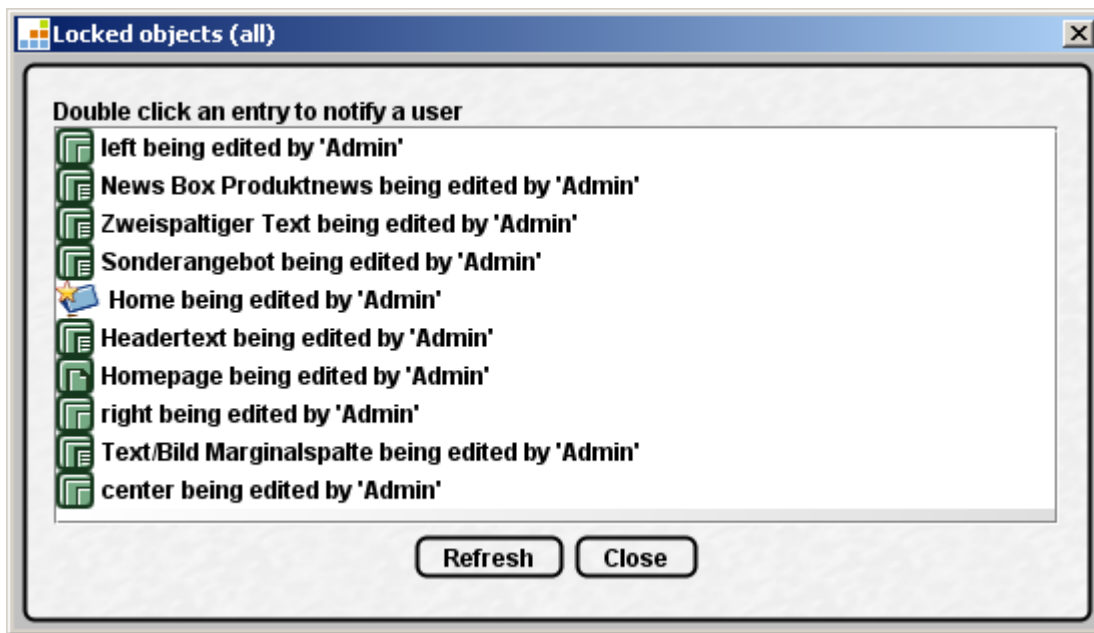 Locked objects (all)
Double click an entry to notify a user
left being edited by 'Admin'
News Box Produktnews being edited by 'Admin'
Zweispaltiger Text being edited by 'Admin'
Sonderangebot being edited by 'Admin'
Home being edited by 'Admin'
Headertext being edited by 'Admin'
Homepage being edited by 'Admin'
right being edited by 'Admin'
Text/Bild Marginalspalte being edited by 'Admin'
center being edited by 'Admin'
Refresh Close